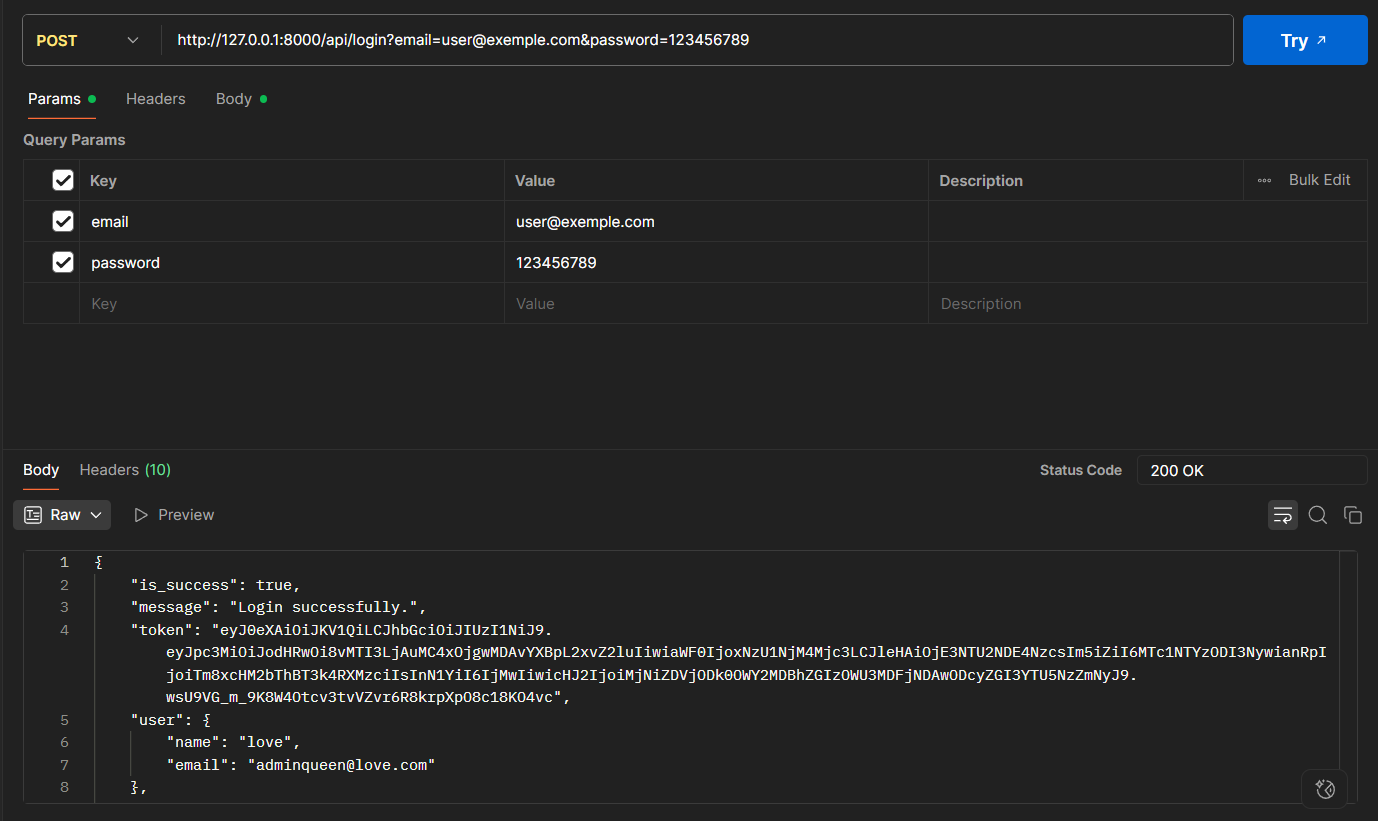 POST
http://127.0.0.1:8000/api/login?email=user@exemple.com&password=123456789
Try
Params
Headers
Body
Query Params
Key
Value
Description
Bulk Edit
email
user@exemple.com
password
123456789
Key
Value
Description
Body
Headers (10)
Status Code
200 OK
Raw
Preview
1 {
2 "is_success": true,
3 "message": "Login successfully.",
4 "token": "eyJ0eXAiOiJKV1QiLCJhbGciOiJIUzI1NiJ9.
eyJpc3MiOiJodHRwOi8vMTI3LjAuMC4xOjgwMDAvYXBpL2xvZ2luIiwiaWF0IjoxNzU1NjM4Mjc3LCJleHAiOjE3NTU2NDE4NzcsIm5iZiI6MTc1NTYzODI3NywianRpI
joiTm8xcHM2bThBT3k4RXMzciIsInN1YiI6IjMwIiwicHJ2IjoiMjNiZDVjODk0OWY2MDBhZGIzOWU3MDFjNDAwODcyZGI3YTU5NzZmNyJ9.
wsU9VG_m_9K8W4Otcv3tvVZvr6R8krpXpO8c18KO4vc",
5 "user": {
6 "name": "love",
7 "email": "adminqueen@love.com"
8 },